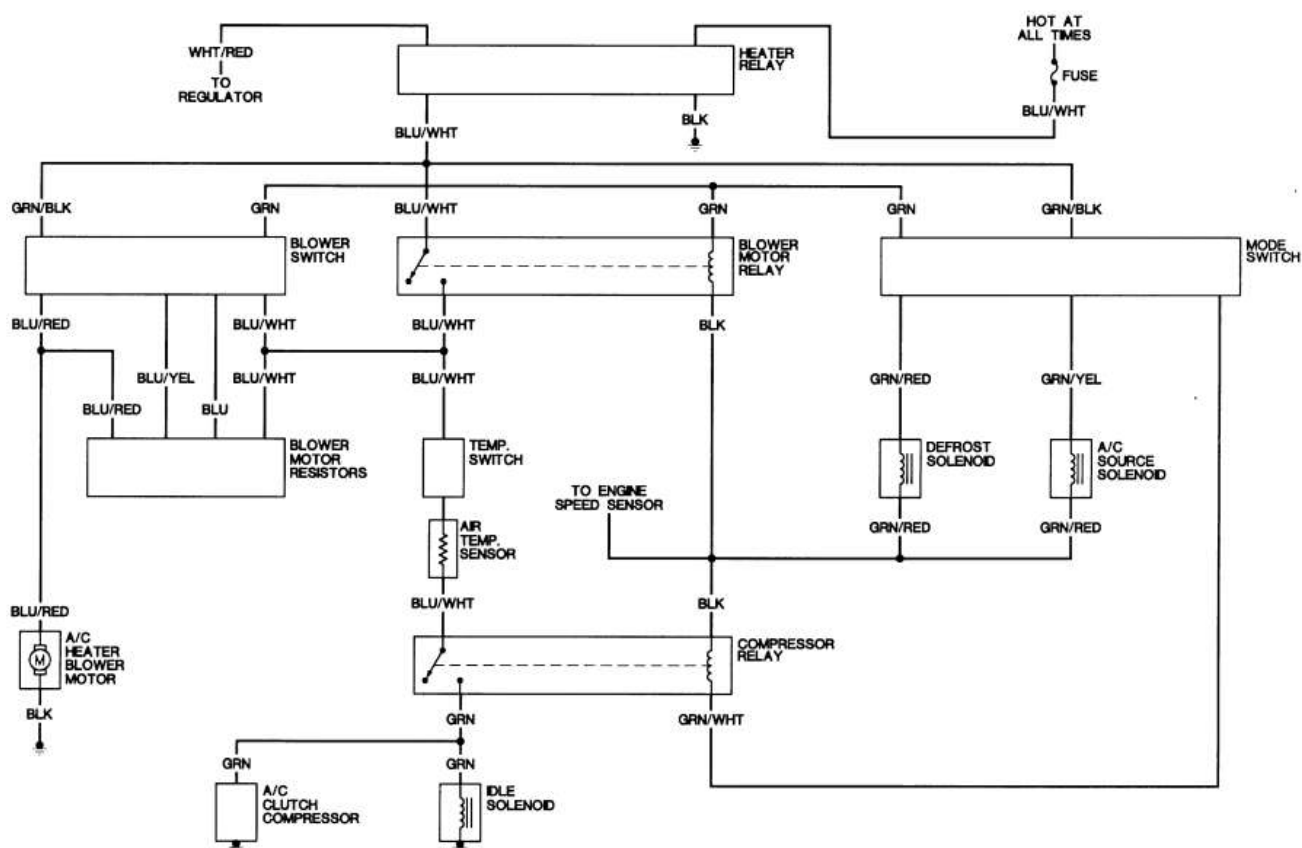 HOT AT
ALL TIMES
WHT/RED
TO
REGULATOR
HEATER
RELAY
FUSE
BLU/WHT
BLK
BLU/WHT
GRN/BLK
GRN
BLU/WHT
GRN
GRN
GRN/BLK
BLOWER
SWITCH
BLOWER
MOTOR
RELAY
MODE
SWITCH
BLU/RED
BLU/WHT
BLU/WHT
BLK
BLU/YEL
BLU/WHT
BLU/WHT
GRN/RED
GRN/YEL
BLU/RED
BLU
BLOWER
MOTOR
RESISTORS
TEMP.
SWITCH
DEFROST
SOLENOID
A/C
SOURCE
SOLENOID
TO ENGINE
SPEED SENSOR
AIR
TEMP.
SENSOR
GRN/RED
GRN/RED
BLU/RED
BLU/WHT
BLK
A/C
HEATER
BLOWER
MOTOR
M
COMPRESSOR
RELAY
BLK
GRN
GRN/WHT
GRN
GRN
A/C
CLUTCH
COMPRESSOR
IDLE
SOLENOID